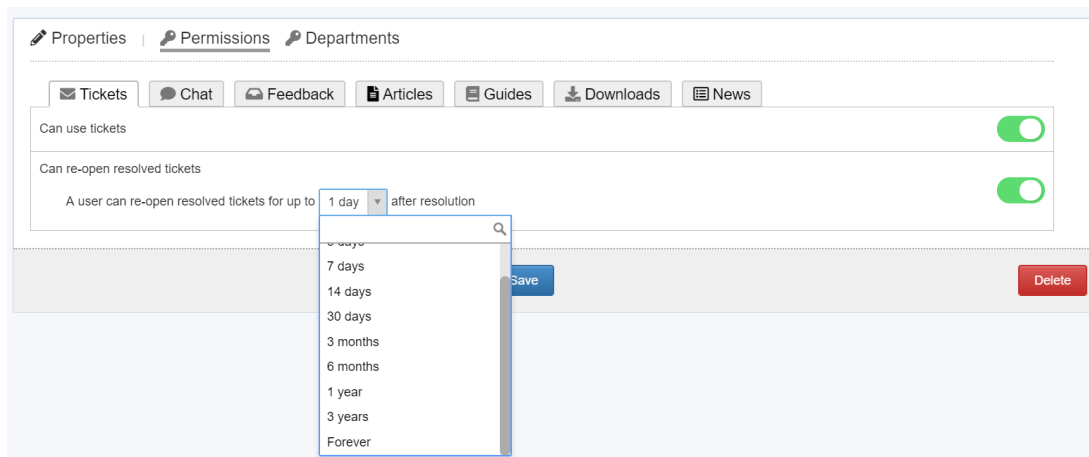 Properties | Permissions Departments
Tickets Chat Feedback Articles Guides Downloads News
Can use tickets
Can re-open resolved tickets
A user can re-open resolved tickets for up to 1 day after resolution
days
7 days
Save Delete
14 days
30 days
3 months
6 months
1 year
3 years
Forever